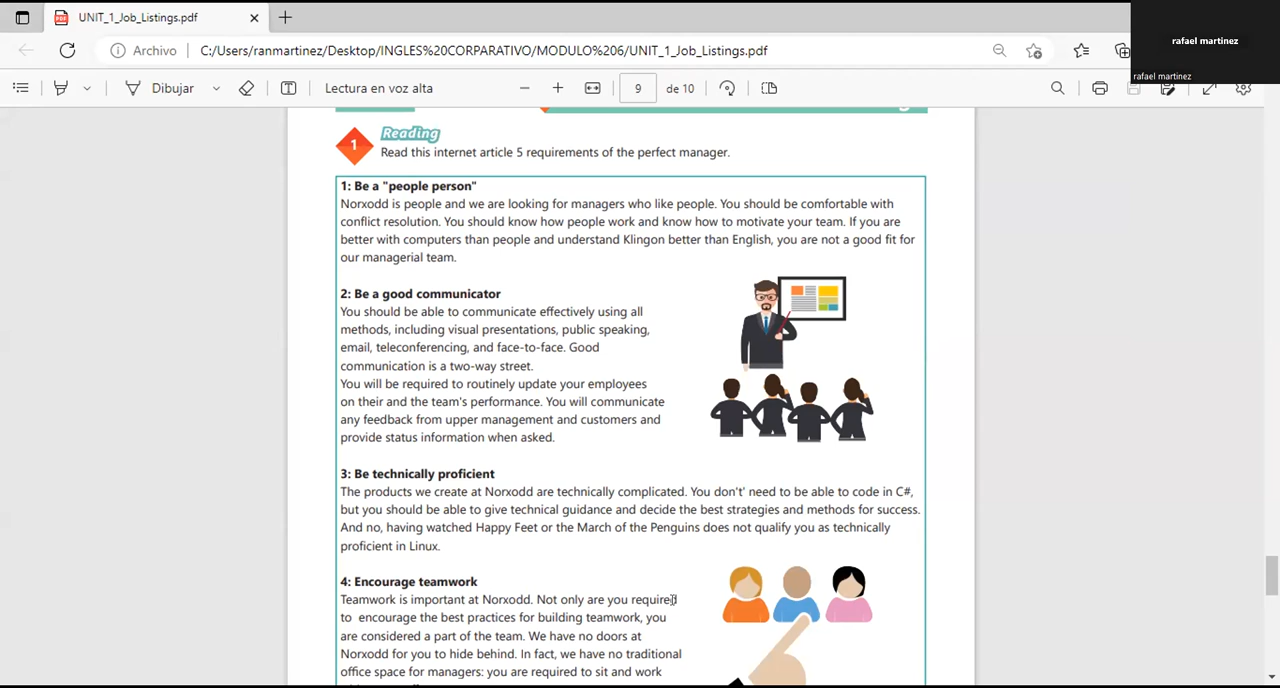 UNIT_1_Job_Listings.pdf
Archivo C:/Users/ranmartinez/Desktop/INGLES%20CORPORATIVO/MODULO%206/UNIT_1_Job_Listings.pdf
rafael martinez
rafael martinez
Dibujar Lectura en voz alta 9 de 10
1 Reading
Read this internet article 5 requirements of the perfect manager.
1: Be a "people person"
Norxodd is people and we are looking for managers who like people. You should be comfortable with
conflict resolution. You should know how people work and know how to motivate your team. If you are
better with computers than people and understand Klingon better than English, you are not a good fit for
our managerial team.
2: Be a good communicator
You should be able to communicate effectively using all
methods, including visual presentations, public speaking,
email, teleconferencing, and face-to-face. Good
communication is a two-way street.
You will be required to routinely update your employees
on their and the team's performance. You will communicate
any feedback from upper management and customers and
provide status information when asked.
3: Be technically proficient
The products we create at Norxodd are technically complicated. You don't' need to be able to code in C#,
but you should be able to give technical guidance and decide the best strategies and methods for success.
And no, having watched Happy Feet or the March of the Penguins does not qualify you as technically
proficient in Linux.
4: Encourage teamwork
Teamwork is important at Norxodd. Not only are you required
to encourage the best practices for building teamwork, you
are considered a part of the team. We have no doors at
Norxodd for you to hide behind. In fact, we have no traditional
office space for managers: you are required to sit and work